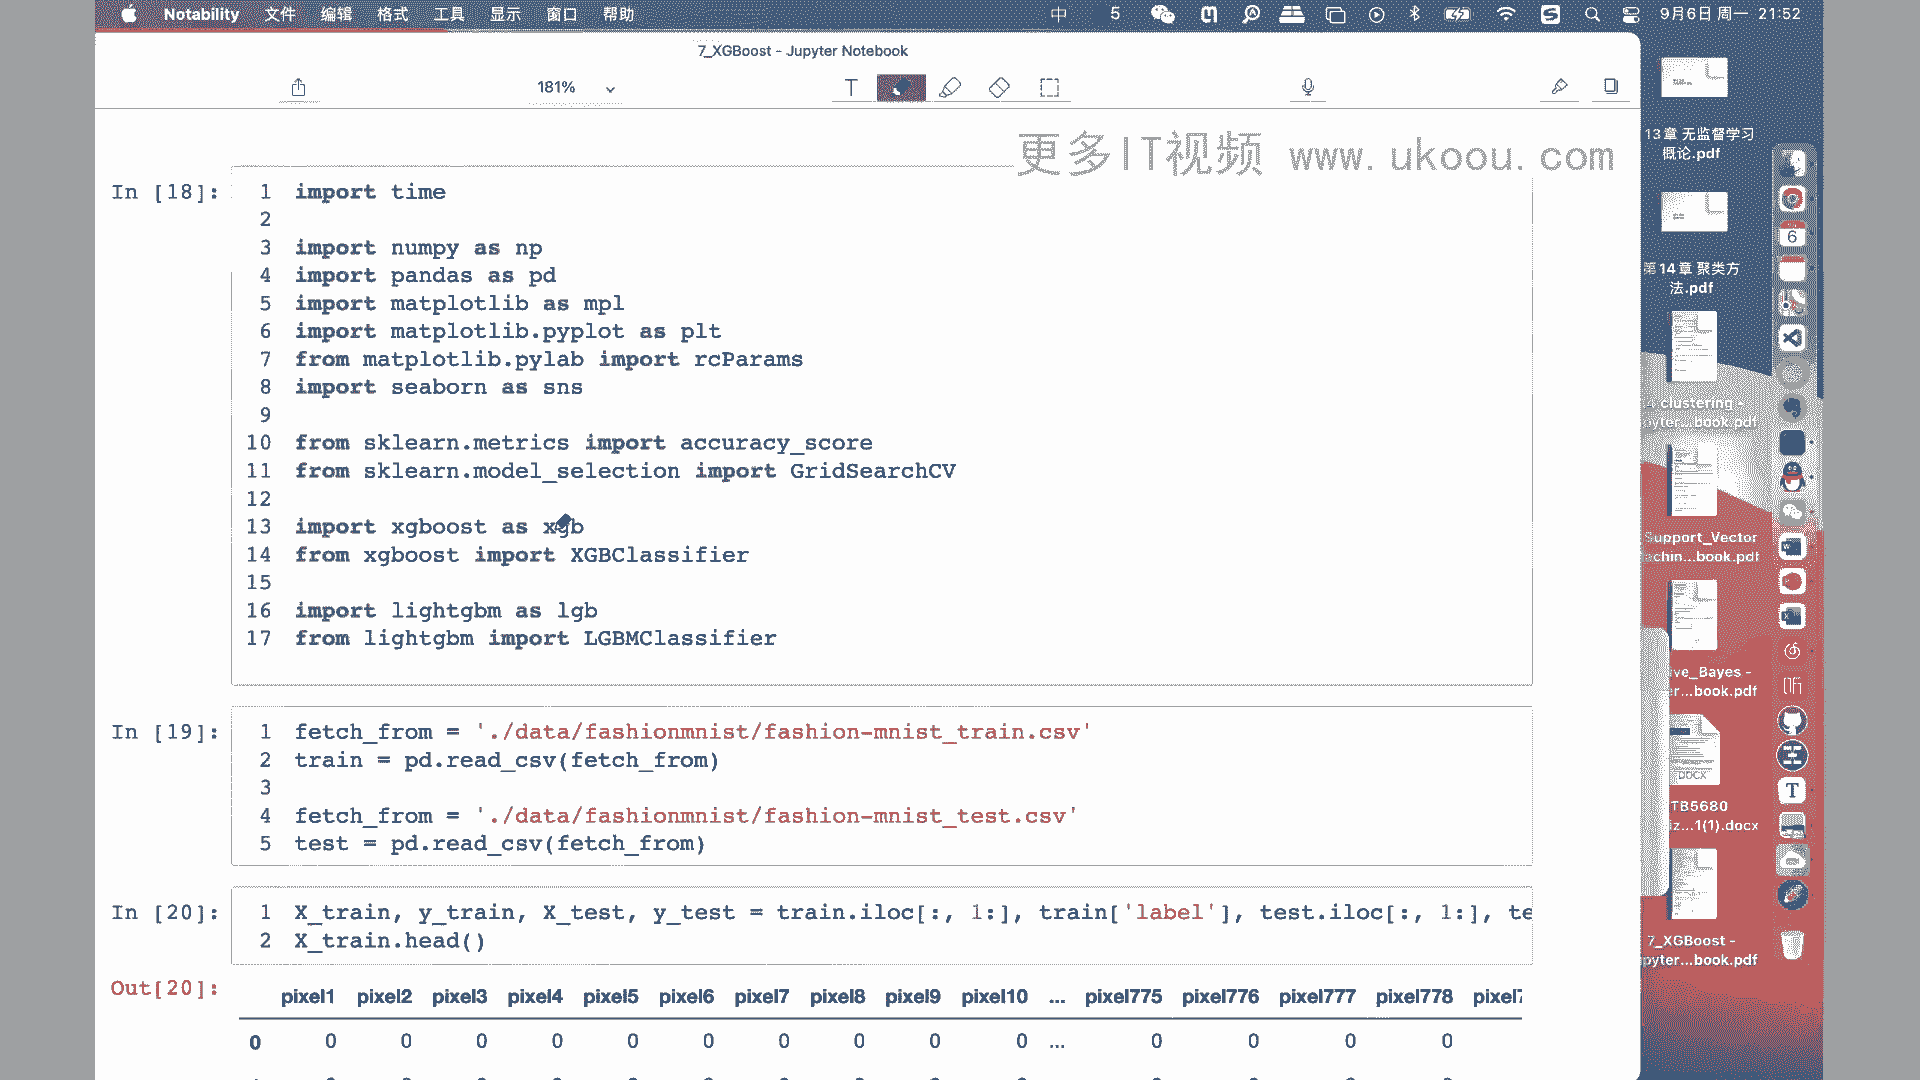 Notability 文件 编辑 格式 工具 显示 窗口 帮助 中 5 9月6日 周一 21:52
7_XGBoost - Jupyter Notebook
181% T
更多IT视频 www. ukoou. com
In [18]:
1 import time
2
3 import numpy as np
4 import pandas as pd
5 import matplotlib as mpl
6 import matplotlib.pyplot as plt
7 from matplotlib.pylab import rcParams
8 import seaborn as sns
9
10 from sklearn.metrics import accuracy_score
11 from sklearn.model_selection import GridSearchCV
12
13 import xgboost as xgb
14 from xgboost import XGBClassifier
15
16 import lightgbm as lgb
17 from lightgbm import LGBMClassifier
In [19]:
1 fetch_from = './data/fashionmnist/fashion-mnist_train.csv'
2 train = pd.read_csv(fetch_from)
3
4 fetch_from = './data/fashionmnist/fashion-mnist_test.csv'
5 test = pd.read_csv(fetch_from)
In [20]:
1 X_train, y_train, X_test, y_test = train.iloc[:, 1:], train['label'], test.iloc[:, 1:], te
2 X_train.head()
Out[20]:
pixel1 pixel2 pixel3 pixel4 pixel5 pixel6 pixel7 pixel8 pixel9 pixel10 ... pixel775 pixel776 pixel777 pixel778 pixel7
0 0 0 0 0 0 0 0 0 0 0 ... 0 0 0 0
13章 无监督学习
概论.pdf
第14章 聚类方
法.pdf
clustering -
pyter...book.pdf
Support_Vector
achin...book.pdf
ive_Bayes -
er...book.pdf
DOCX
TB5680
iz...1(1).docx
7_XGBoost -
pyter...book.pdf
6
T